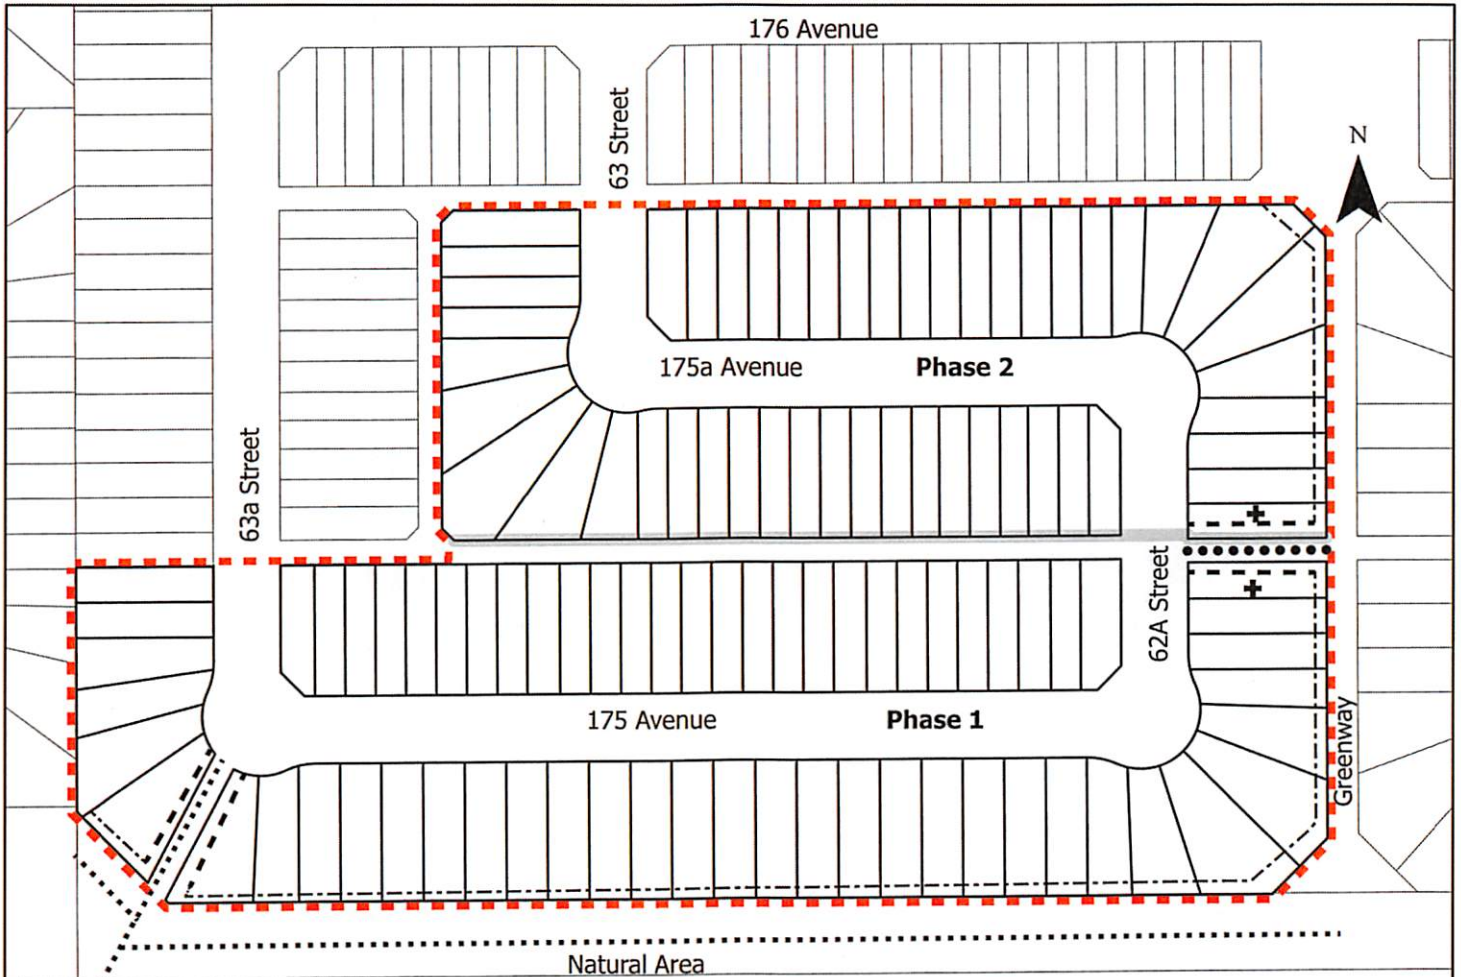 176 Avenue
63 Street
N
175a Avenue
Phase 2
63a Street
62A Street
175 Avenue
Phase 1
Greenway
Natural Area